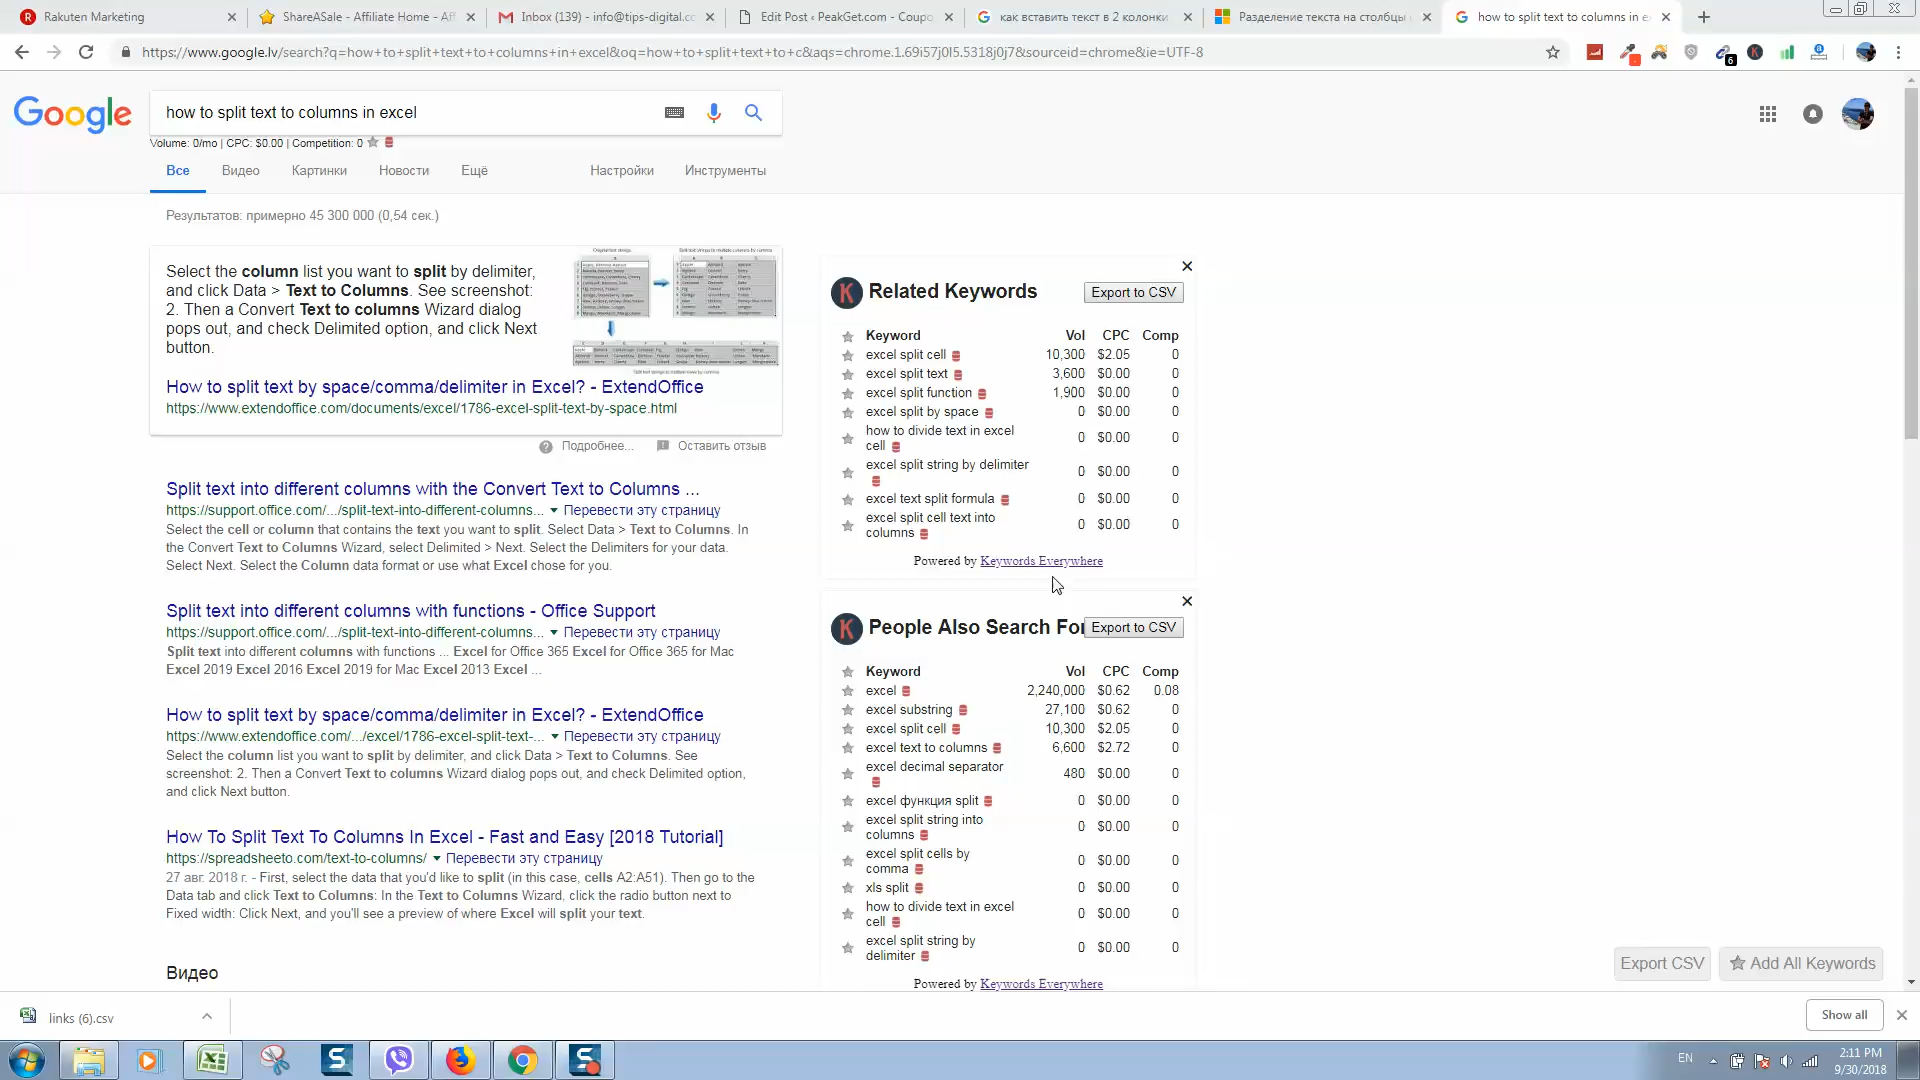 Rakuten Marketing
ShareASale - Affiliate Home - Aff
Inbox (139) - info@tips-digital.co
Edit Post ‹ PeakGet.com - Coupo
как вставить текст в 2 колонки
Разделение текста на столбцы
how to split text to columns in e
https://www.google.lv/search?q=how+to+split+text+to+columns+in+excel&oq=how+to+split+text+to+c&aqs=chrome.1.69i57j0l5.5318j0j7&sourceid=chrome&ie=UTF-8
6
Google
how to split text to columns in excel
Volume: 0/mo | CPC: $0.00 | Competition: 0
Все Видео Картинки Новости Ещё Настройки Инструменты
Результатов: примерно 45 300 000 (0,54 сек.)
Select the column list you want to split by delimiter,
and click Data > Text to Columns. See screenshot:
2. Then a Convert Text to columns Wizard dialog
pops out, and check Delimited option, and click Next
button.
How to split text by space/comma/delimiter in Excel? - ExtendOffice
https://www.extendoffice.com/documents/excel/1786-excel-split-text-by-space.html
Подробнее... Оставить отзыв
Split text into different columns with the Convert Text to Columns ...
https://support.office.com/.../split-text-into-different-columns... Перевести эту страницу
Select the cell or column that contains the text you want to split. Select Data > Text to Columns. In
the Convert Text to Columns Wizard, select Delimited > Next. Select the Delimiters for your data.
Select Next. Select the Column data format or use what Excel chose for you.
Split text into different columns with functions - Office Support
https://support.office.com/.../split-text-into-different-columns... Перевести эту страницу
Split text into different columns with functions ... Excel for Office 365 Excel for Office 365 for Mac
Excel 2019 Excel 2016 Excel 2019 for Mac Excel 2013 Excel ...
How to split text by space/comma/delimiter in Excel? - ExtendOffice
https://www.extendoffice.com/.../excel/1786-excel-split-text-... Перевести эту страницу
Select the column list you want to split by delimiter, and click Data > Text to Columns. See
screenshot: 2. Then a Convert Text to columns Wizard dialog pops out, and check Delimited option,
and click Next button.
How To Split Text To Columns In Excel - Fast and Easy [2018 Tutorial]
https://spreadsheeto.com/text-to-columns/ Перевести эту страницу
27 авг. 2018 г. - First, select the data that you'd like to split (in this case, cells A2:A51). Then go to the
Data tab and click Text to Columns: In the Text to Columns Wizard, click the radio button next to
Fixed width: Click Next, and you'll see a preview of where Excel will split your text.
Видео
K Related Keywords Export to CSV
Keyword Vol CPC Comp
excel split cell 10,300 $2.05 0
excel split text 3,600 $0.00 0
excel split function 1,900 $0.00 0
excel split by space 0 $0.00 0
how to divide text in excel
cell 0 $0.00 0
excel split string by delimiter 0 $0.00 0
excel text split formula 0 $0.00 0
excel split cell text into
columns 0 $0.00 0
Powered by Keywords Everywhere
K People Also Search For Export to CSV
Keyword Vol CPC Comp
excel 2,240,000 $0.62 0.08
excel substring 27,100 $0.62 0
excel split cell 10,300 $2.05 0
excel text to columns 6,600 $2.72 0
excel decimal separator 480 $0.00 0
excel функция split 0 $0.00 0
excel split string into
columns 0 $0.00 0
excel split cells by
comma 0 $0.00 0
xls split 0 $0.00 0
how to divide text in excel
cell 0 $0.00 0
excel split string by
delimiter 0 $0.00 0
Powered by Keywords Everywhere
Export CSV Add All Keywords
links (6).csv
Show all
EN
2:11 PM
9/30/2018